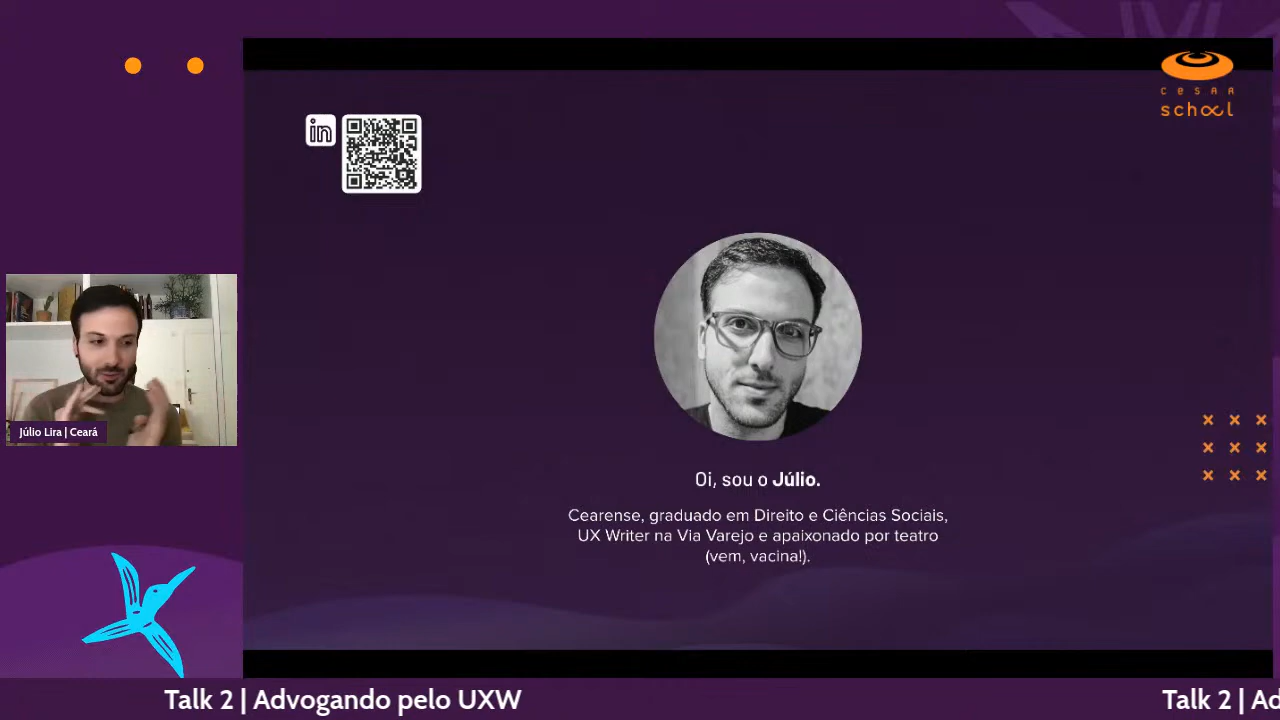 cesar
school
in
Oi, sou o Júlio.
Cearense, graduado em Direito e Ciências Sociais,
UX Writer na Via Varejo e apaixonado por teatro
(vem, vacina!).
Júlio Lira | Ceará
Talk 2 | Advogando pelo UXW
Talk 2 | Ad